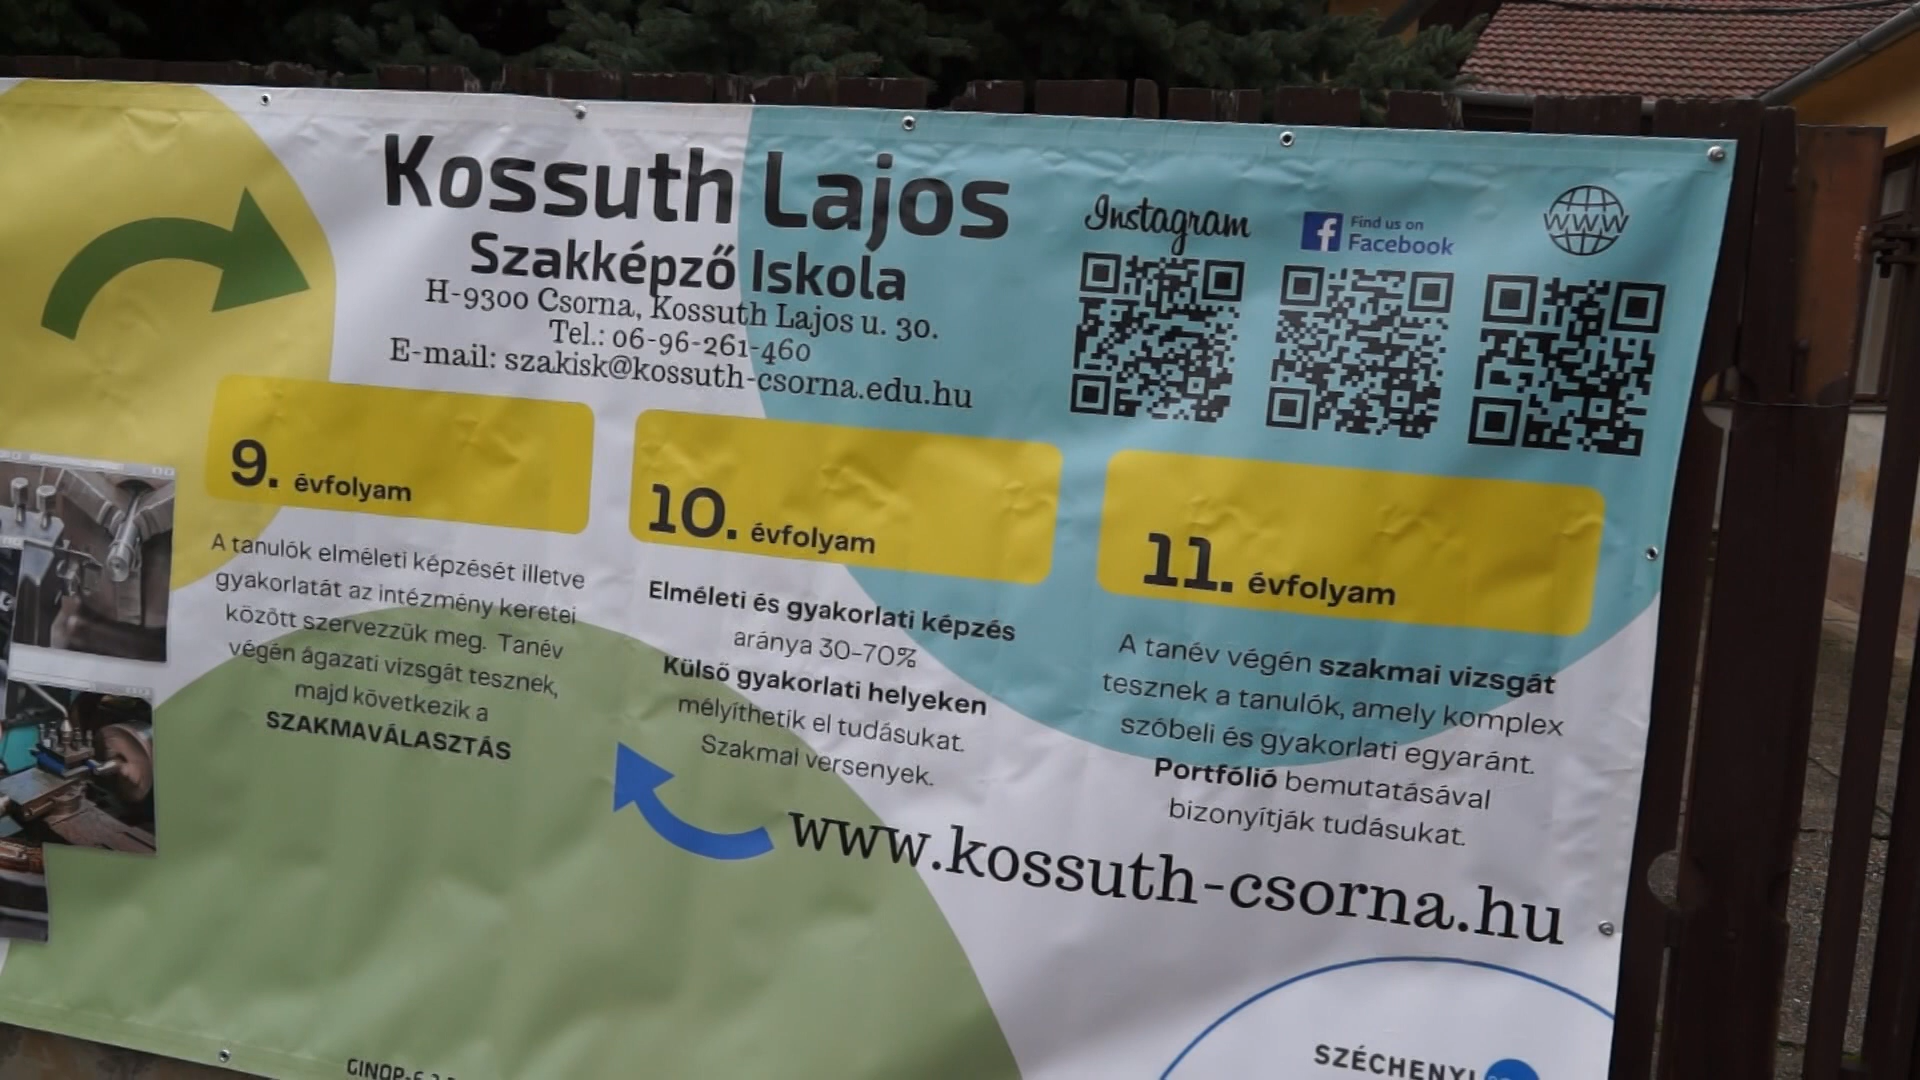 Kossuth Lajos
Szakképző Iskola
H-9300 Csorna, Kossuth Lajos u. 30.
Tel.: 06-96-261-460
E-mail: szakisk@kossuth-csorna.edu.hu
Instagram
Find us on
Facebook
WWW
9. évfolyam
A tanulók elméleti képzését illetve
gyakorlatát az intézmény keretei
között szervezzük meg. Tanév
végén ágazati vizsgát tesznek,
majd következik a
SZAKMAVÁLASZTÁS
10. évfolyam
Elméleti és gyakorlati képzés
aránya 30-70%
Külső gyakorlati helyeken
mélyíthetik el tudásukat.
Szakmai versenyek.
11. évfolyam
A tanév végén szakmai vizsgát
tesznek a tanulók, amely komplex
szóbeli és gyakorlati egyaránt.
Portfólió bemutatásával
bizonyítják tudásukat.
www.kossuth-csorna.hu
SZÉCHENYI